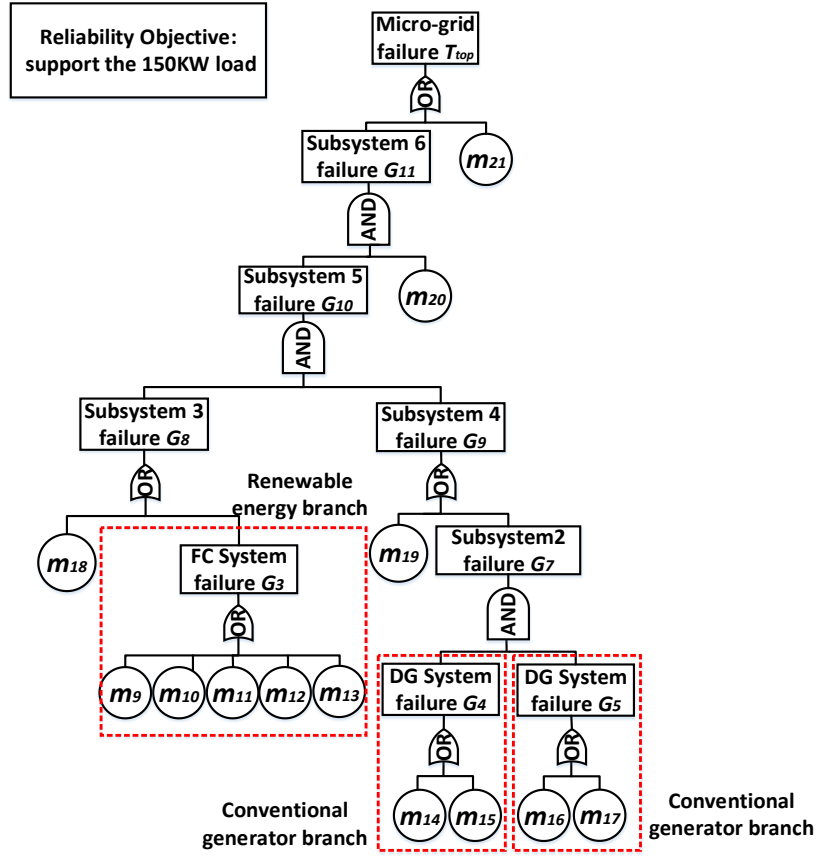 Reliability Objective:
support the 150KW load
Micro-grid
failure Ttop
OR
Subsystem 6
failure G11
m21
AND
Subsystem 5
failure G10
m20
AND
Subsystem 3
failure G8
Subsystem 4
failure G9
OR
OR
Renewable
energy branch
m18
FC System
failure G3
m19
Subsystem2
failure G7
OR
AND
m9
m10
m11
m12
m13
DG System
failure G4
DG System
failure G5
OR
OR
m14
m15
m16
m17
Conventional
generator branch
Conventional
generator branch